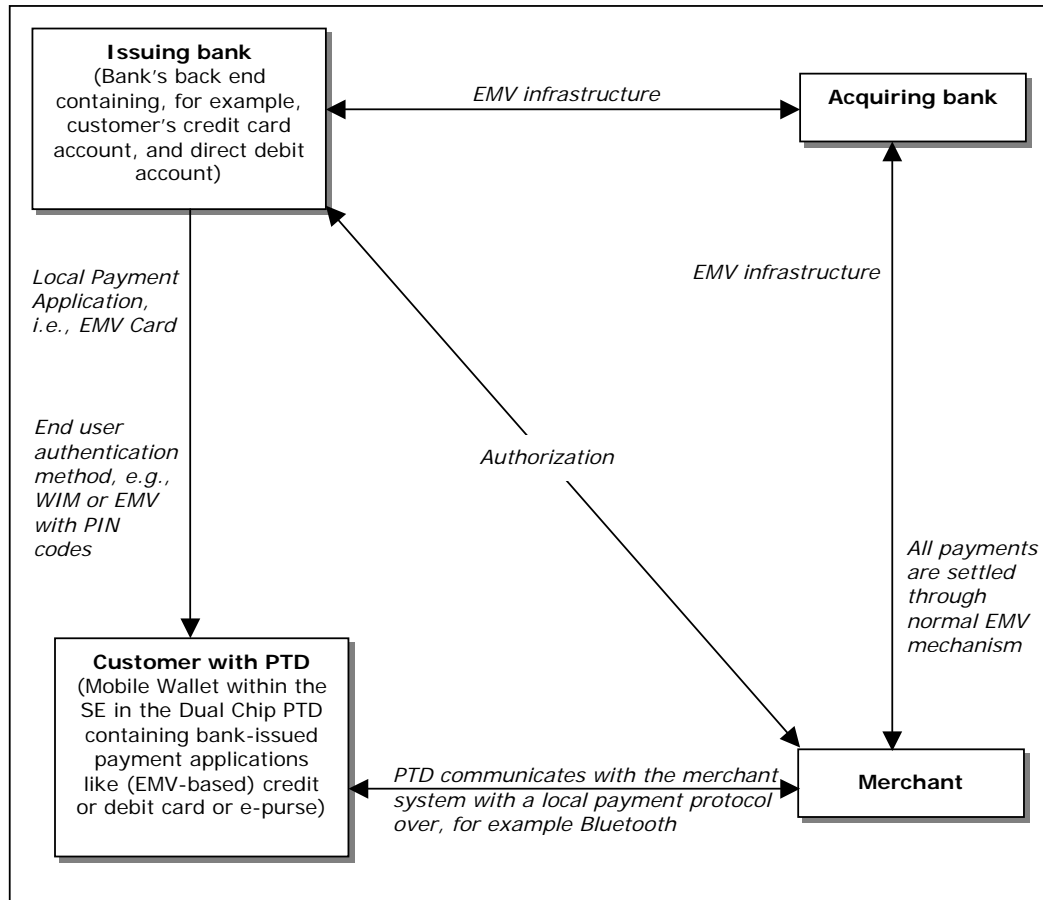 Issuing bank
(Bank's back end
containing, for example,
customer's credit card
account, and direct debit
account)
EMV infrastructure
Acquiring bank
Local Payment
Application,
i.e., EMV Card
EMV infrastructure
End user
authentication
method, e.g.,
WIM or EMV
with PIN
codes
Authorization
All payments
are settled
through
normal EMV
mechanism
Customer with PTD
(Mobile Wallet within the
SE in the Dual Chip PTD
containing bank-issued
payment applications
like (EMV-based) credit
or debit card or e-purse)
PTD communicates with the merchant
system with a local payment protocol
over, for example Bluetooth
Merchant